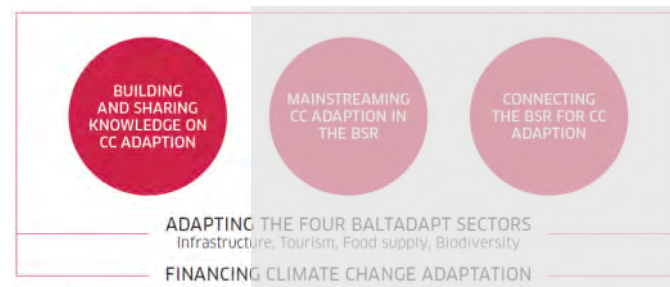 BUILDING
AND SHARING
KNOWLEDGE ON
CC ADAPTION
MAINSTREAMING
CC ADAPTION IN
THE BSR
CONNECTING
THE BSR FOR CC
ADAPTION
ADAPTING THE FOUR BALTADAPT SECTORS
Infrastructure, Tourism, Food supply, Biodiversity
FINANCING CLIMATE CHANGE ADAPTATION